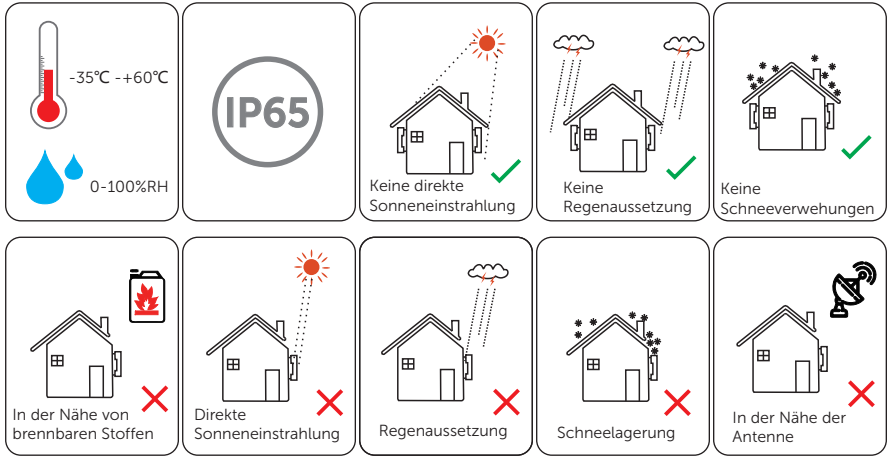 -35℃ -+60℃
0-100%RH
IP65
Keine direkte
Sonneneinstrahlung
Keine
Regenaussetzung
Keine
Schneeverwehungen
In der Nähe von
brennbaren Stoffen
Direkte
Sonneneinstrahlung
Regenaussetzung
Schneelagerung
In der Nähe der
Antenne